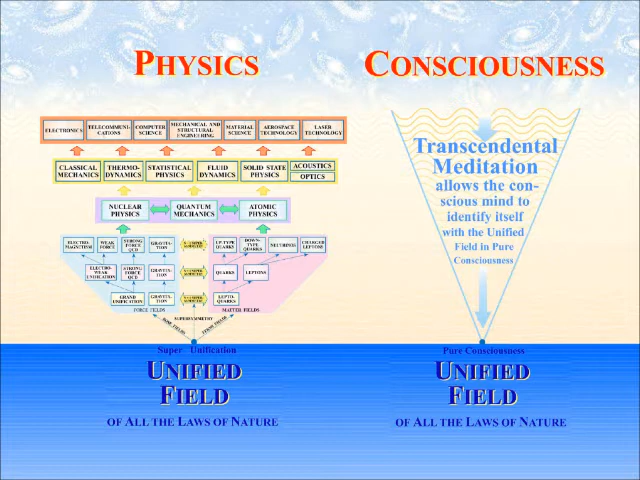 PHYSICS
CONSCIOUSNESS
ELECTRONICS
TELECOMMUNI-
CATIONS
COMPUTER
SCIENCE
MECHANICAL AND
STRUCTURAL
ENGINEERING
MATERIAL
SCIENCE
AEROSPACE
TECHNOLOGY
LASER
TECHNOLOGY
CLASSICAL
MECHANICS
THERMO-
DYNAMICS
STATISTICAL
PHYSICS
FLUID
DYNAMICS
SOLID STATE
PHYSICS
ACOUSTICS
OPTICS
NUCLEAR
PHYSICS
QUANTUM
MECHANICS
ATOMIC
PHYSICS
ELECTRO-
MAGNETISM
WEAK
FORCE
STRONG
FORCE
QCD
GRAVITA-
TION
UP-TYPE
QUARKS
DOWN-
TYPE
QUARKS
NEUTRINOS
CHARGED
LEPTONS
ELECTRO-
WEAK
UNIFICATION
STRONG
FORCE
QCD
GRAVITA-
TION
QUARKS
LEPTONS
GRAND
UNIFICATION
GRAVITA-
TION
LEPTO-
QUARKS
FORCE FIELDS
MATTER FIELDS
SUPERSYMMETRY
BOSE FIELDS
FERMI FIELDS
Super Unification
UNIFIED
FIELD
OF ALL THE LAWS OF NATURE
Transcendental
Meditation
allows the con-
scious mind to
identify itself
with the Unified
Field in Pure
Consciousness
Pure Consciousness
UNIFIED
FIELD
OF ALL THE LAWS OF NATURE